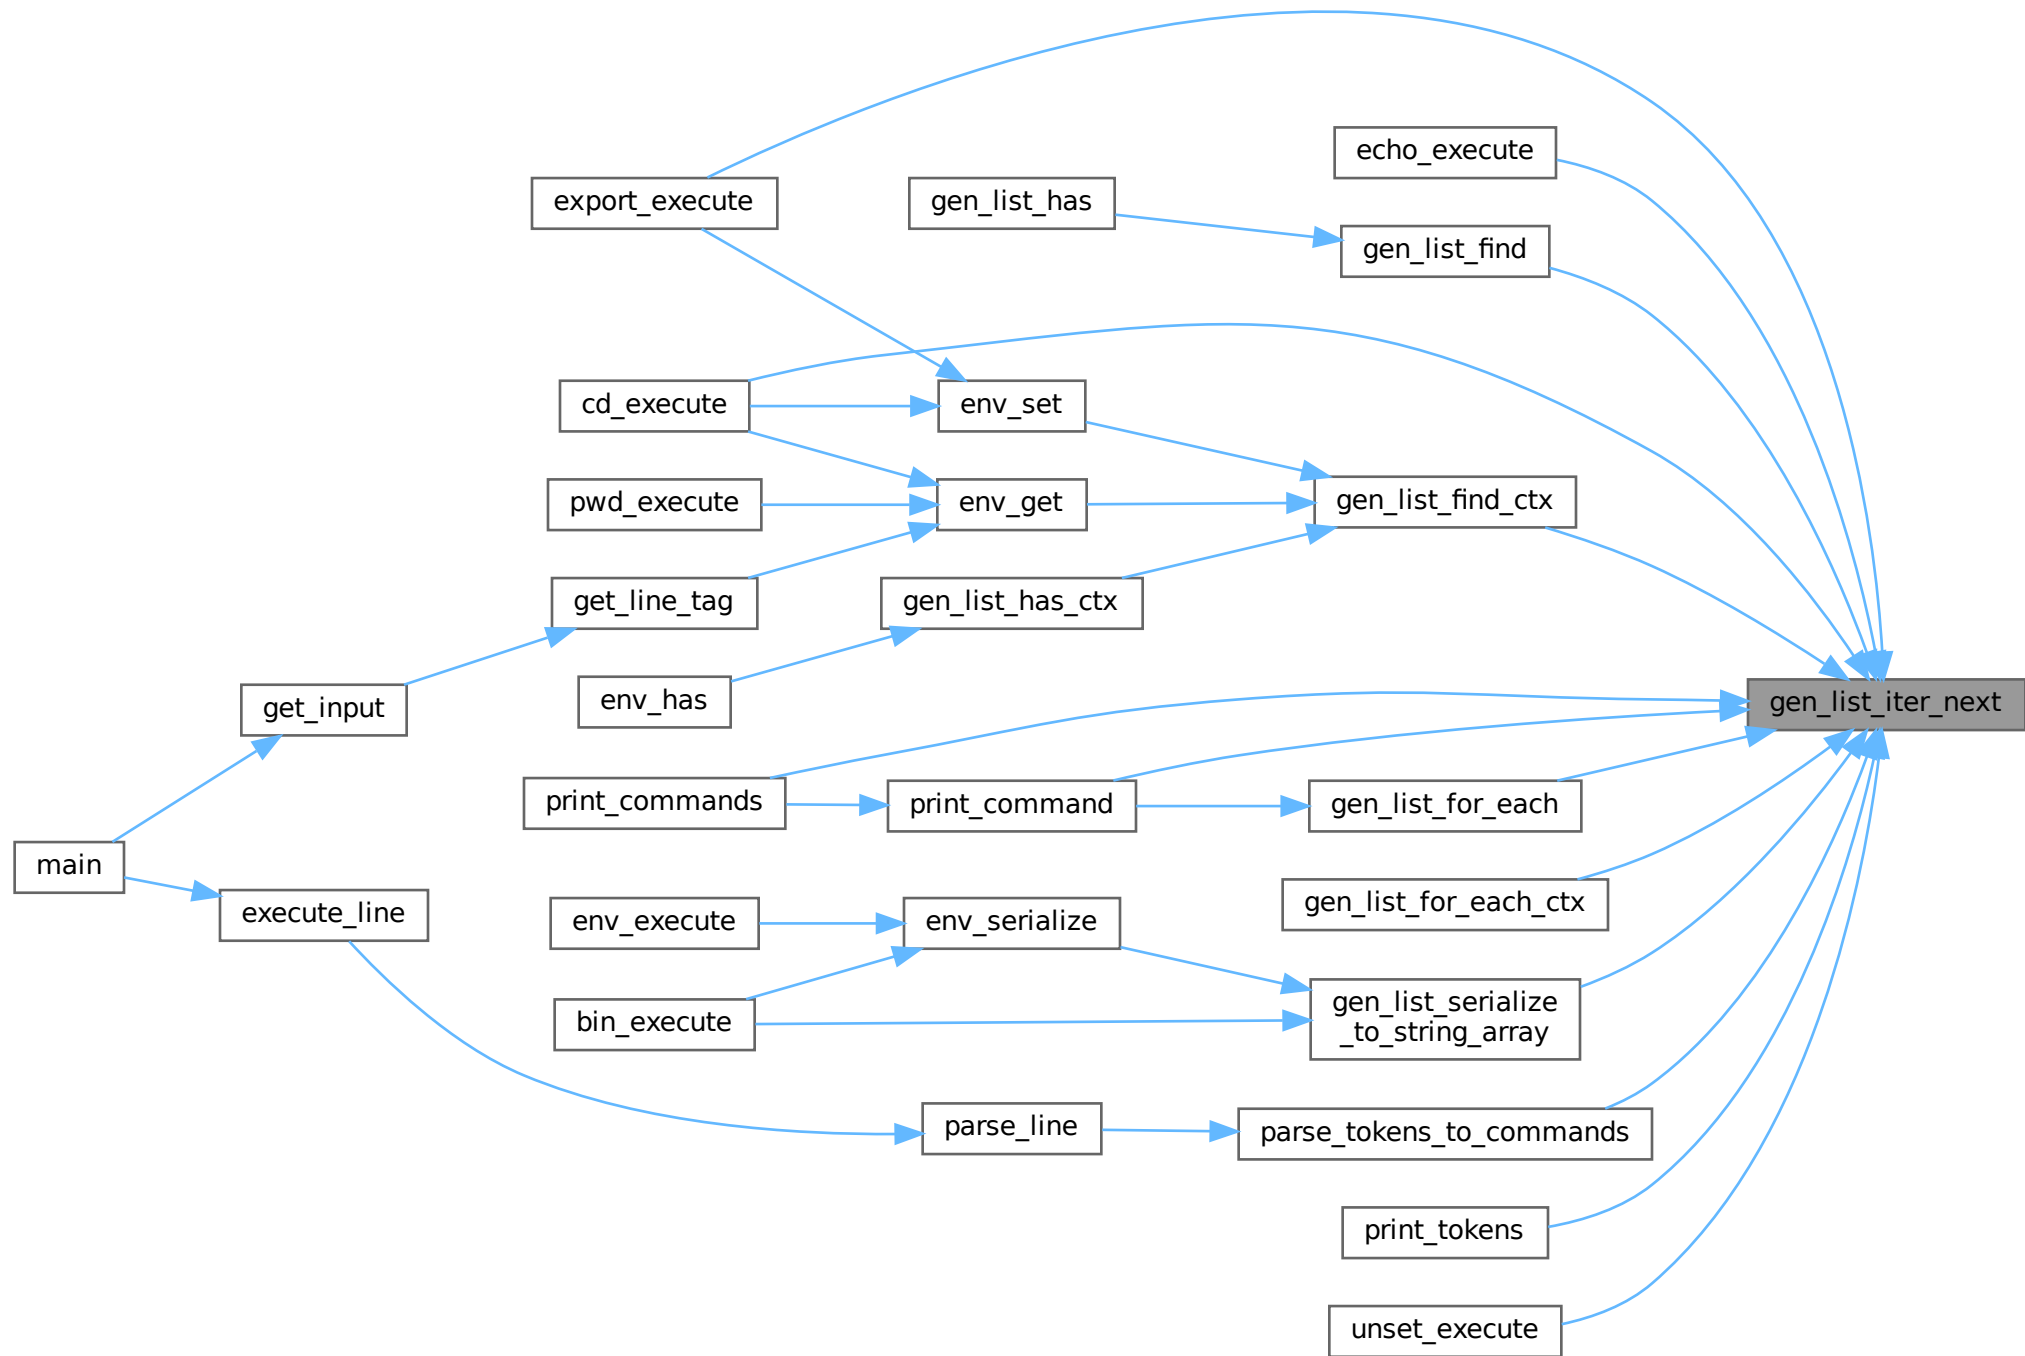 echo_execute
export_execute
gen_list_has
gen_list_find
cd_execute
env_set
pwd_execute
env_get
gen_list_find_ctx
get_line_tag
gen_list_has_ctx
env_has
get_input
gen_list_iter_next
print_commands
print_command
gen_list_for_each
main
execute_line
gen_list_for_each_ctx
env_execute
env_serialize
bin_execute
gen_list_serialize
_to_string_array
parse_line
parse_tokens_to_commands
print_tokens
unset_execute